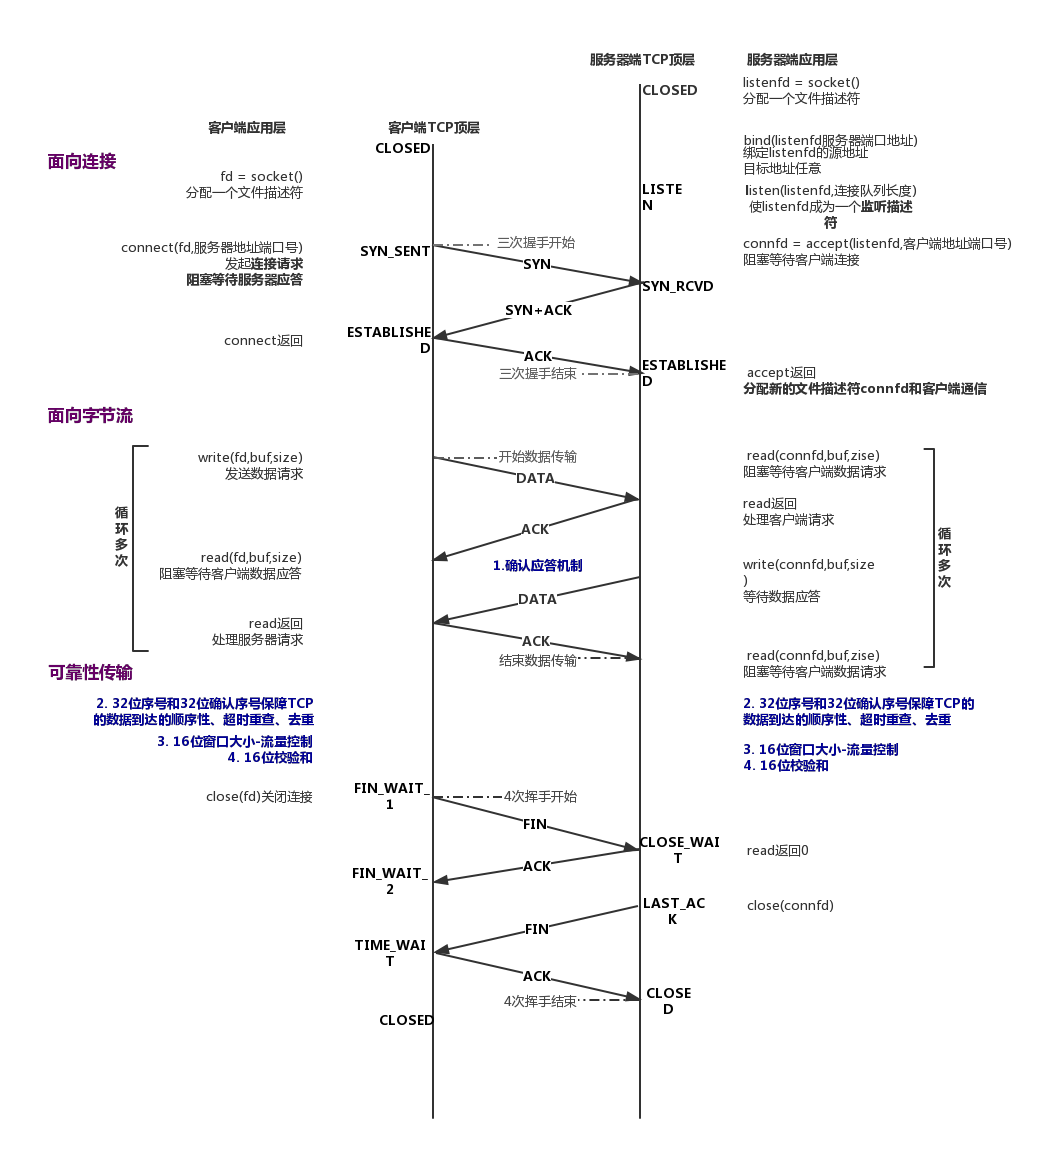 服务器端TCP顶层
服务器端应用层
CLOSED
listenfd = socket()
分配一个文件描述符
客户端应用层
客户端TCP顶层
CLOSED
bind(listenfd服务器端口地址)
绑定listenfd的源地址
目标地址任意
面向连接
fd = socket()
分配一个文件描述符
LISTE
N
listen(listenfd,连接队列长度)
使listenfd成为一个监听描述
符
connect(fd,服务器地址端口号)
发起连接请求
阻塞等待服务器应答
SYN_SENT
三次握手开始
SYN
connfd = accept(listenfd,客户端地址端口号)
阻塞等待客户端连接
SYN_RCVD
SYN+ACK
connect返回
ESTABLISHE
D
ACK
三次握手结束
ESTABLISHE
D
accept返回
分配新的文件描述符connfd和客户端通信
面向字节流
write(fd,buf,size)
发送数据请求
开始数据传输
DATA
read(connfd,buf,zise)
阻塞等待客户端数据请求
循
环
多
次
read返回
处理客户端请求
ACK
循
环
多
次
read(fd,buf,size)
阻塞等待客户端数据应答
1.确认应答机制
write(connfd,buf,size
)
等待数据应答
DATA
read返回
处理服务器请求
ACK
结束数据传输
read(connfd,buf,zise)
阻塞等待客户端数据请求
可靠性传输
2. 32位序号和32位确认序号保障TCP
的数据到达的顺序性、超时重查、去重
3. 16位窗口大小-流量控制
4. 16位校验和
2. 32位序号和32位确认序号保障TCP的
数据到达的顺序性、超时重查、去重
3. 16位窗口大小-流量控制
4. 16位校验和
close(fd)关闭连接
FIN_WAIT_
1
4次挥手开始
FIN
CLOSE_WAI
T
read返回0
ACK
FIN_WAIT_
2
LAST_AC
K
close(connfd)
FIN
TIME_WAI
T
ACK
4次挥手结束
CLOSE
D
CLOSED